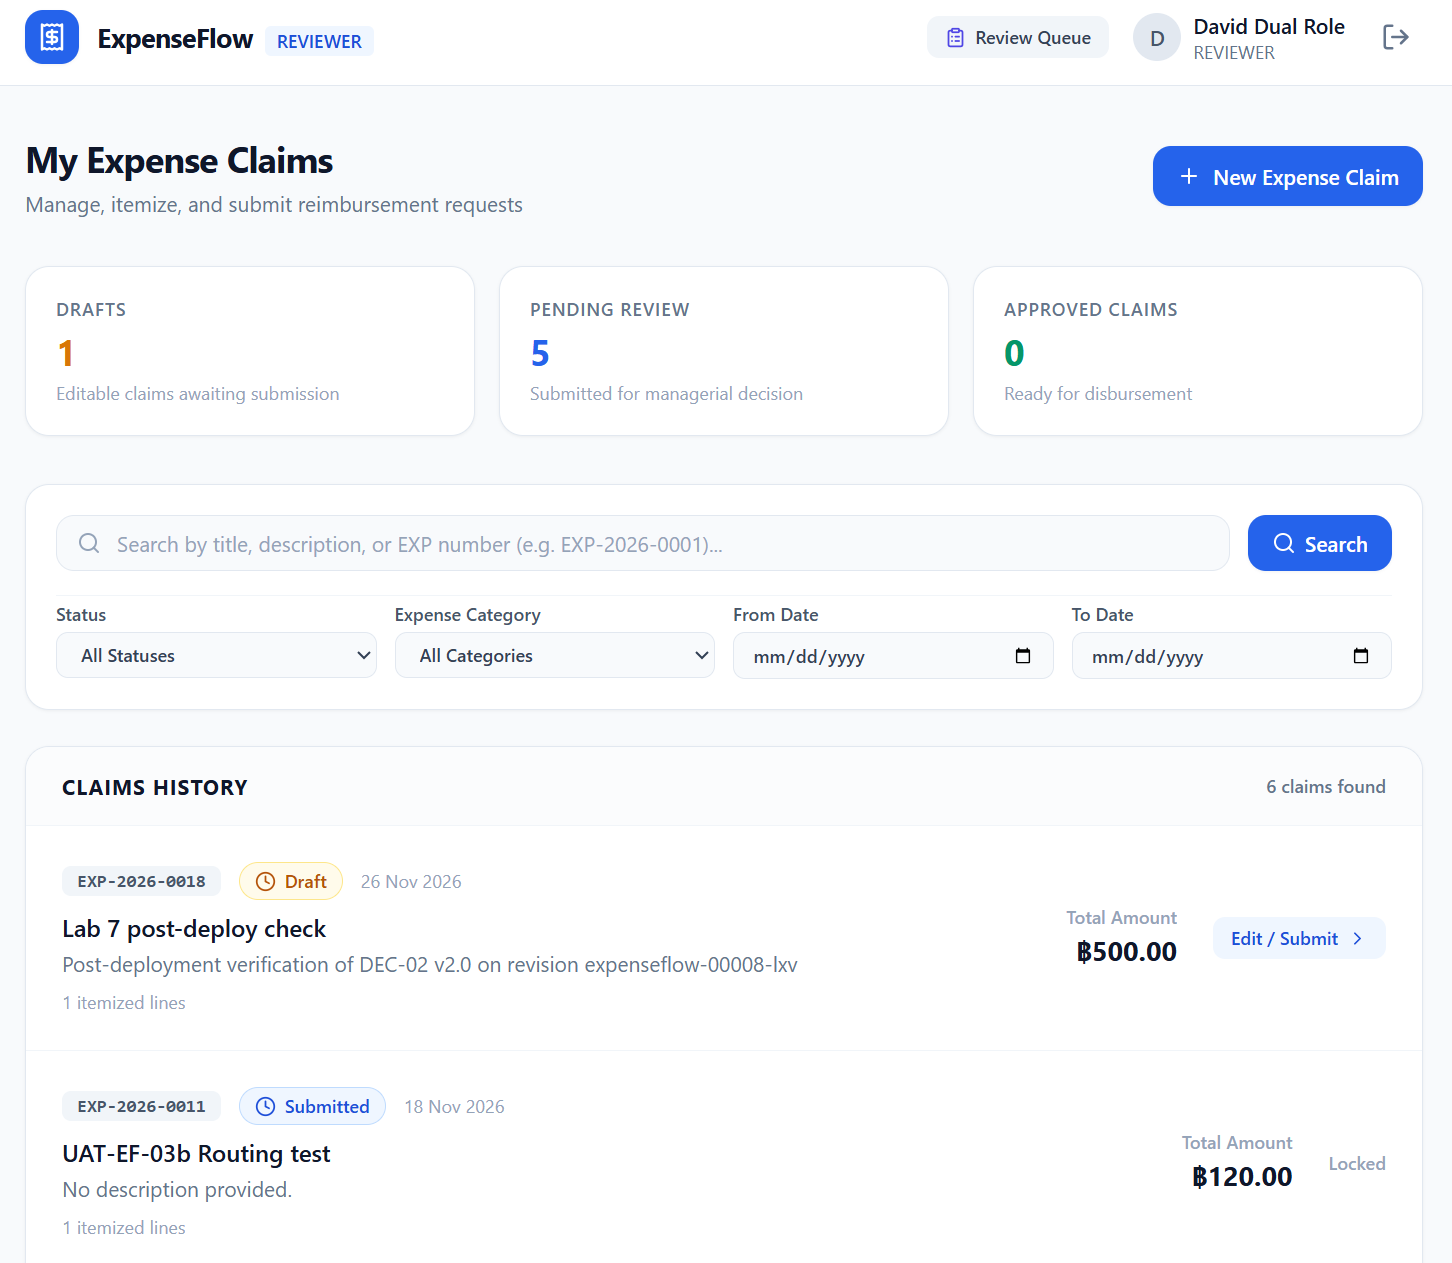 ExpenseFlow REVIEWER
Review Queue
D
David Dual Role
REVIEWER
My Expense Claims
Manage, itemize, and submit reimbursement requests
+ New Expense Claim
DRAFTS
1
Editable claims awaiting submission
PENDING REVIEW
5
Submitted for managerial decision
APPROVED CLAIMS
0
Ready for disbursement
Search by title, description, or EXP number (e.g. EXP-2026-0001)...
Search
Status
All Statuses
Expense Category
All Categories
From Date
mm/dd/yyyy
To Date
mm/dd/yyyy
CLAIMS HISTORY
6 claims found
EXP-2026-0018 Draft 26 Nov 2026
Lab 7 post-deploy check
Post-deployment verification of DEC-02 v2.0 on revision expenseflow-00008-lxv
1 itemized lines
Total Amount
฿500.00
Edit / Submit
EXP-2026-0011 Submitted 18 Nov 2026
UAT-EF-03b Routing test
No description provided.
1 itemized lines
Total Amount
฿120.00
Locked